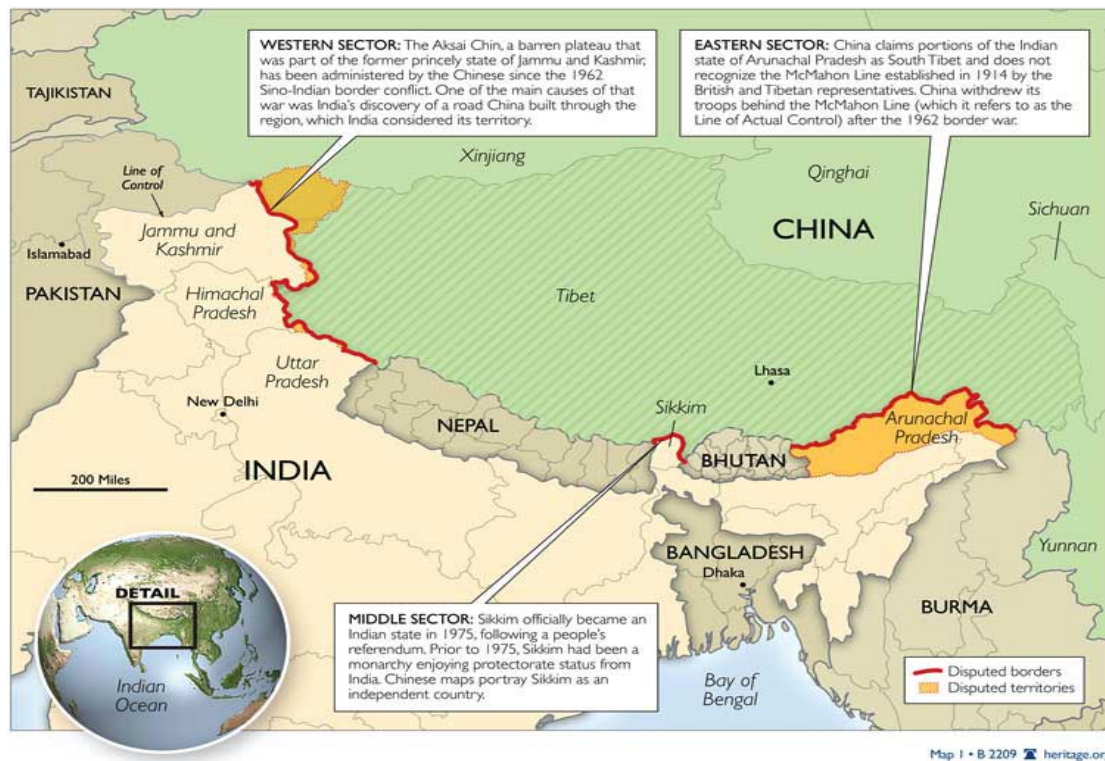 WESTERN SECTOR: The Aksai Chin, a barren plateau that
was part of the former princely state of Jammu and Kashmir,
has been administered by the Chinese since the 1962
Sino-Indian border conflict. One of the main causes of that
war was India's discovery of a road China built through the
region, which India considered its territory.
EASTERN SECTOR: China claims portions of the Indian
state of Arunachal Pradesh as South Tibet and does not
recognize the McMahon Line established in 1914 by the
British and Tibetan representatives. China withdrew its
troops behind the McMahon Line (which it refers to as the
Line of Actual Control) after the 1962 border war.
TAJIKISTAN
Xinjiang
Qinghai
Line of
Control
Sichuan
Jammu and
Kashmir
CHINA
Islamabad
PAKISTAN
Himachal
Pradesh
Tibet
Uttar
Pradesh
Lhasa
New Delhi
Sikkim
Arunachal
Pradesh
NEPAL
BHUTAN
INDIA
200 Miles
Yunnan
BANGLADESH
Dhaka
DETAIL
BURMA
MIDDLE SECTOR: Sikkim officially became an
Indian state in 1975, following a people's
referendum. Prior to 1975, Sikkim had been a
monarchy enjoying protectorate status from
India. Chinese maps portray Sikkim as an
independent country.
Indian
Ocean
Bay of
Bengal
Disputed borders
Disputed territories
Map 1 • B 2209 heritage.org